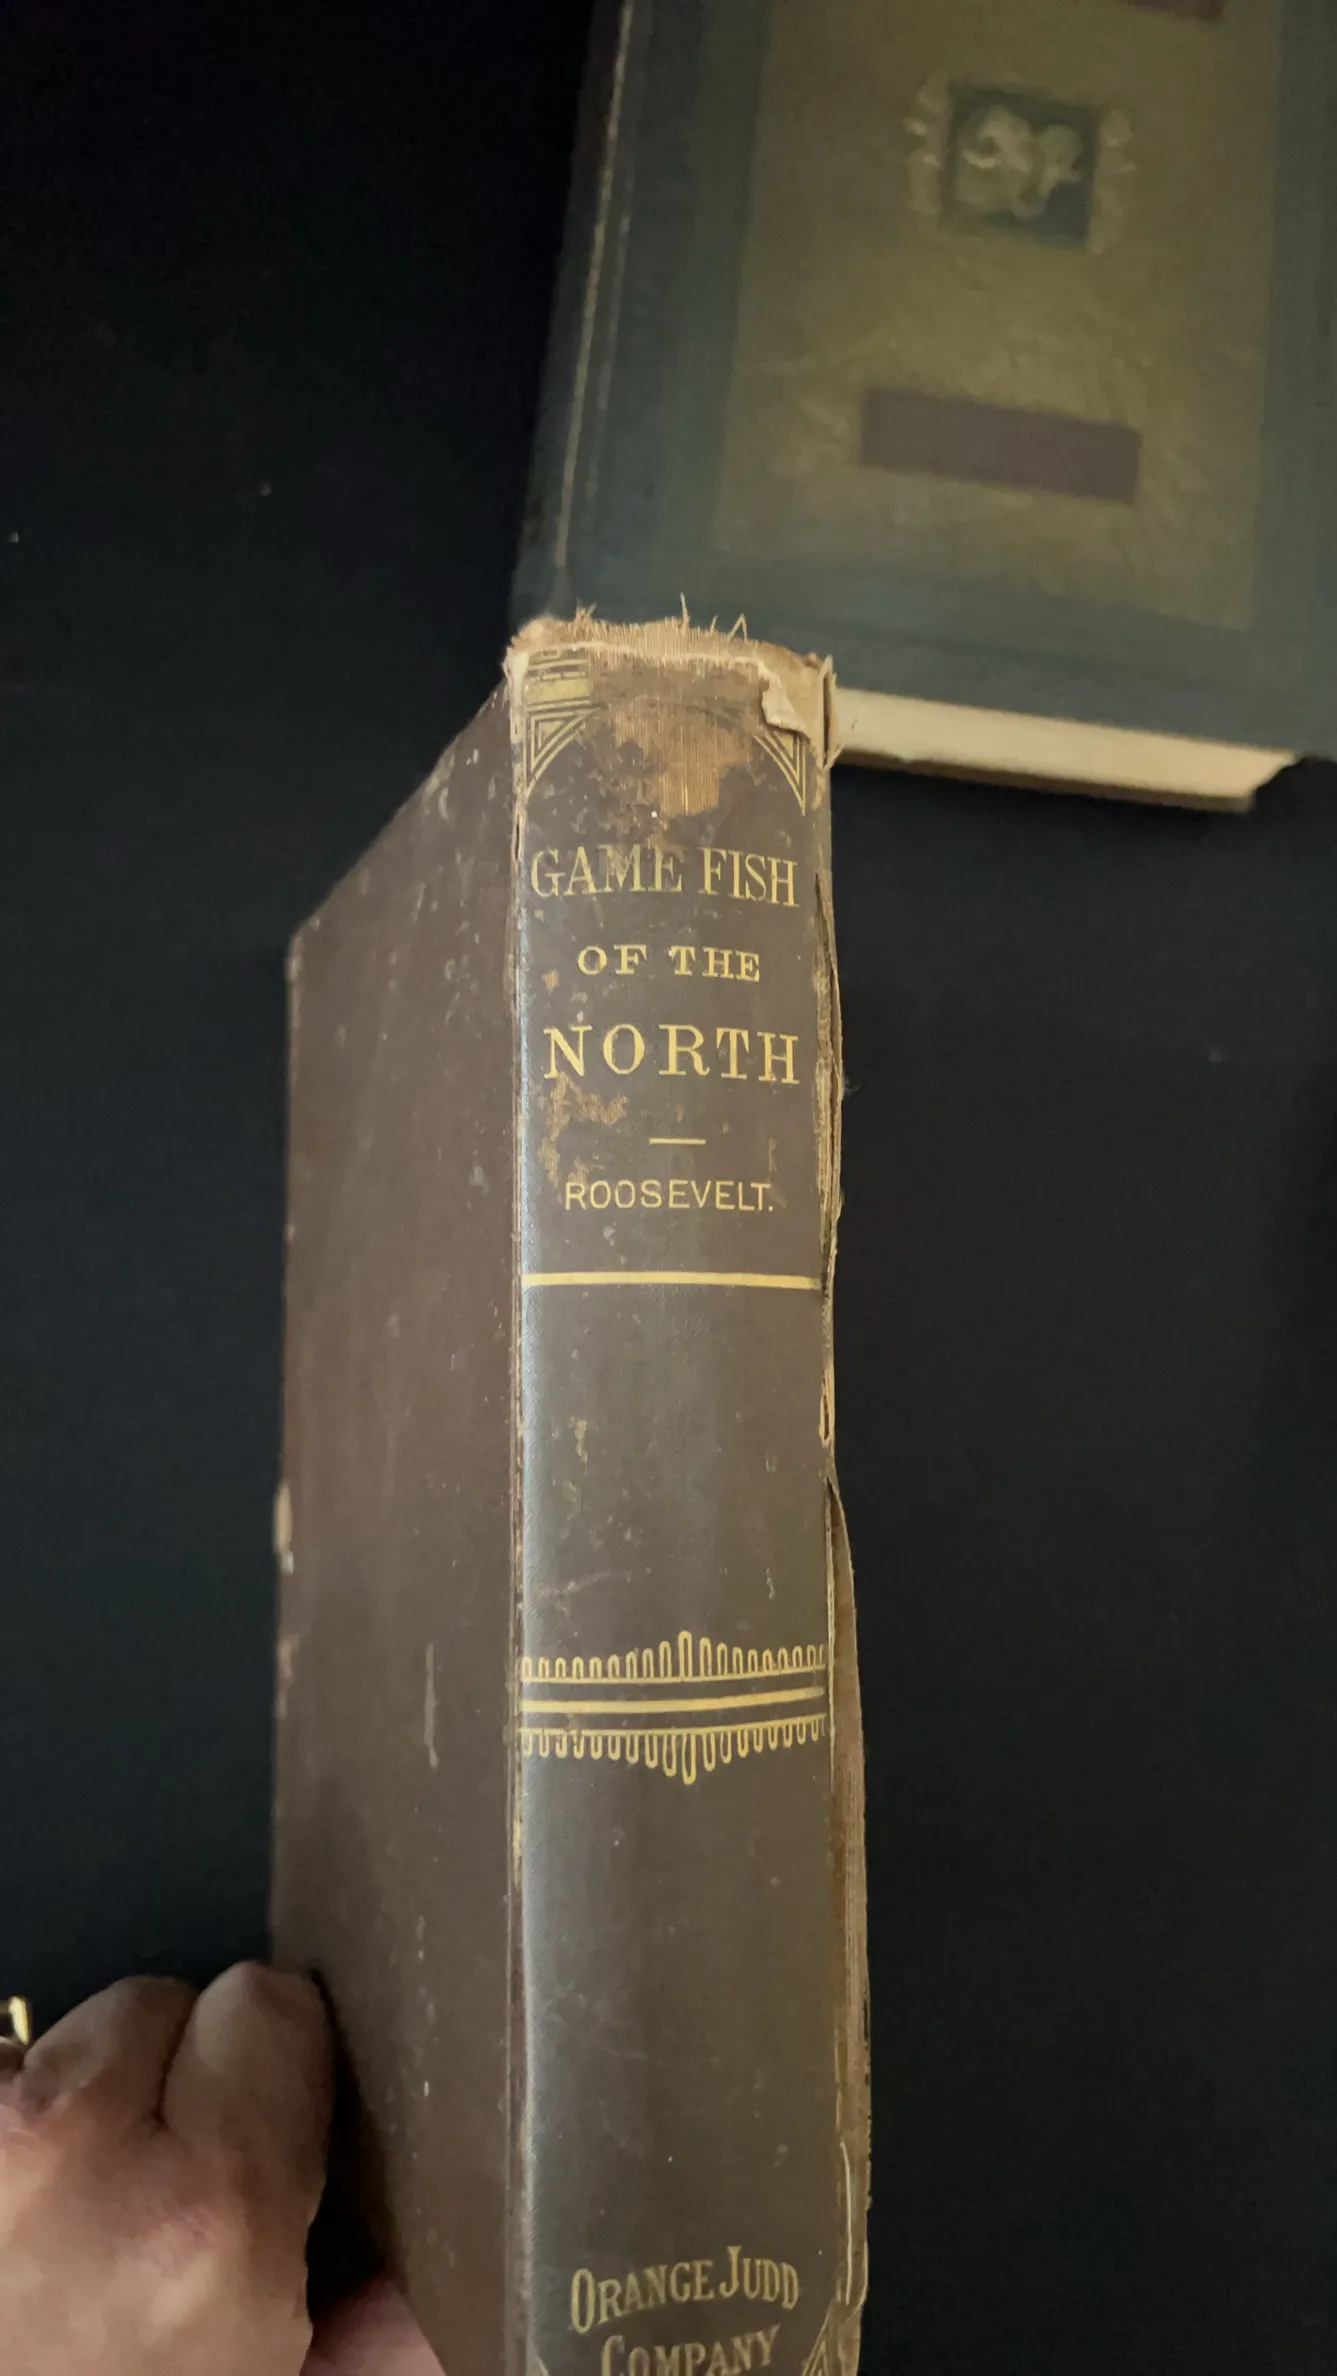 GAME FISH
OF THE
NORTH
ROOSEVELT.
ORANGE JUDD
COMPANY